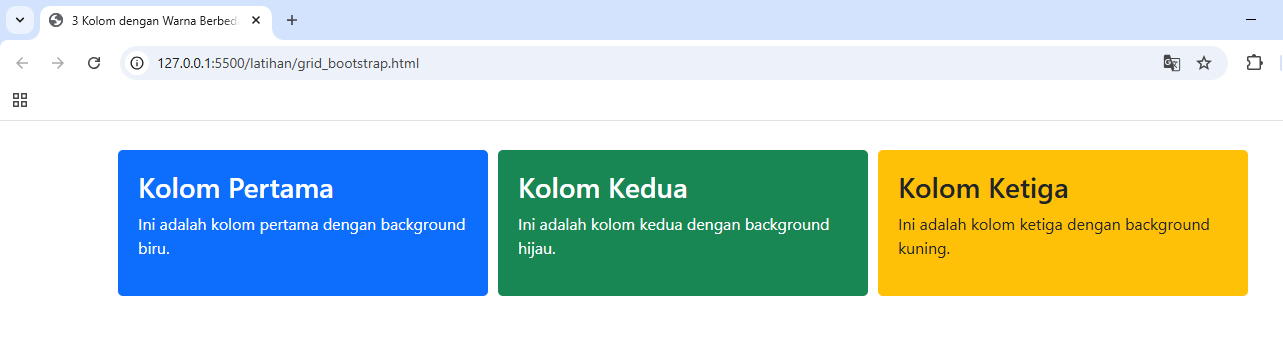 3 Kolom dengan Warna Berbed
127.0.0.1:5500/latihan/grid_bootstrap.html
Kolom Pertama
Ini adalah kolom pertama dengan background
biru.
Kolom Kedua
Ini adalah kolom kedua dengan background
hijau.
Kolom Ketiga
Ini adalah kolom ketiga dengan background
kuning.